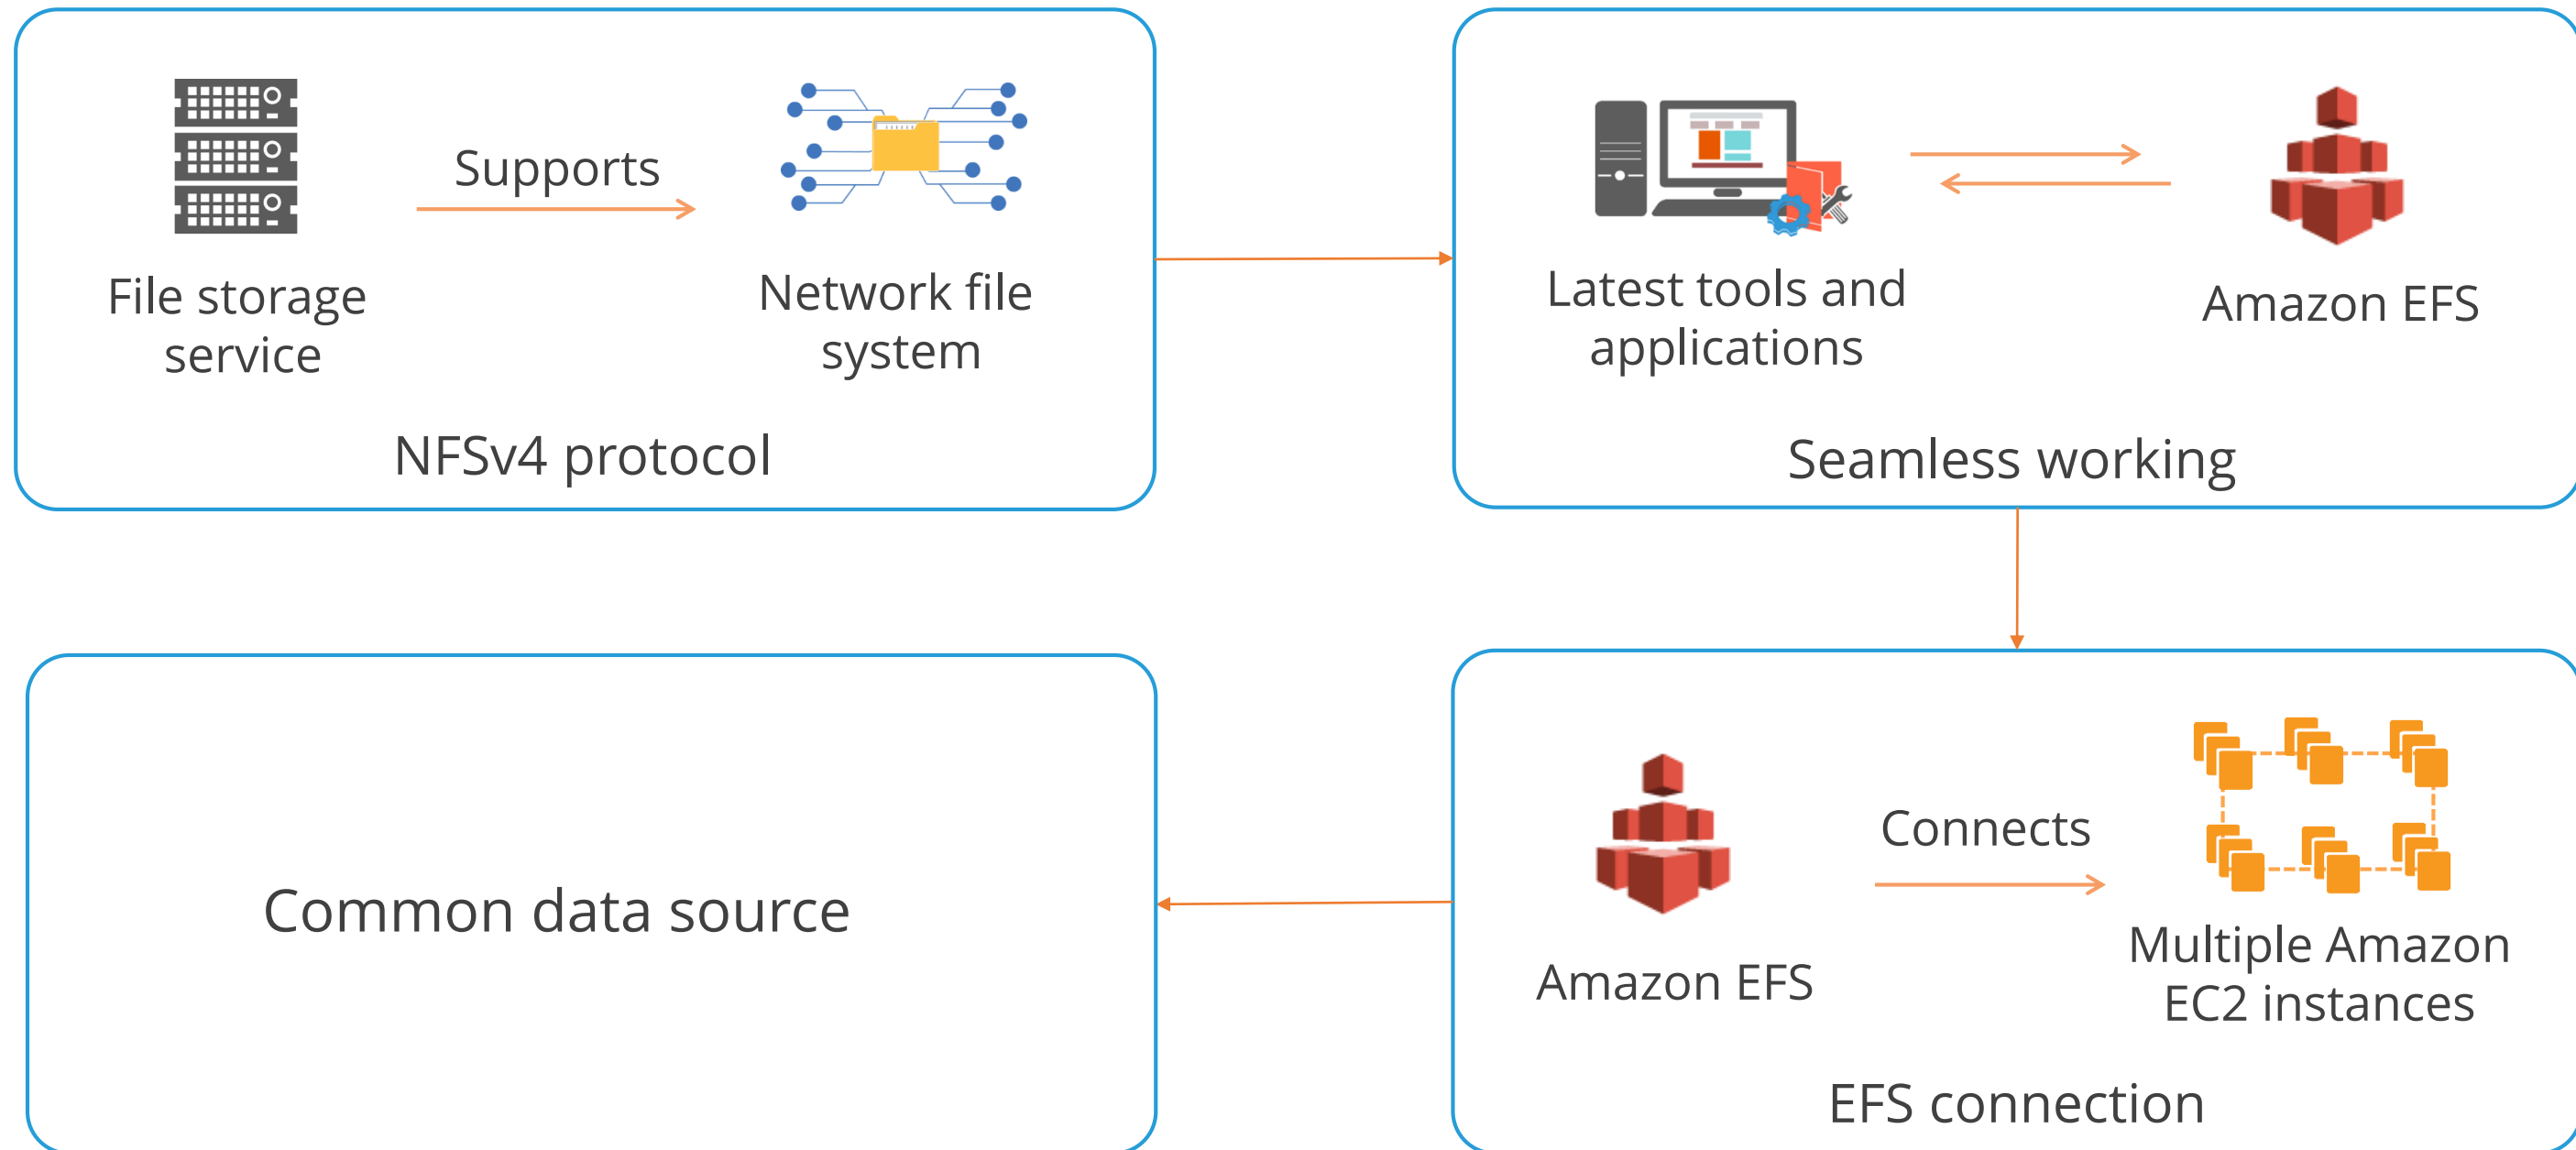 Supports
File storage
service
Network file
system
NFSv4 protocol
Latest tools and
applications
Amazon EFS
Seamless working
Common data source
Amazon EFS
Connects
Multiple Amazon
EC2 instances
EFS connection